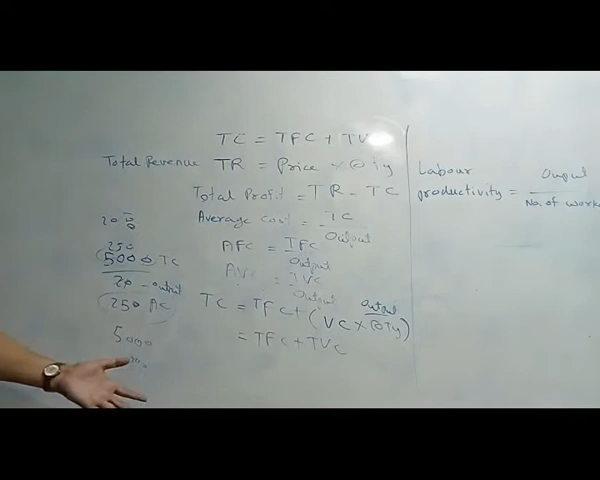 TC = TFC + TVC
Total Revenue TR = Price × Qty
Total Profit = TR - TC
Average Cost = TC
Output
AFC = TFC
Output
AVC = TVC
Output
TC = TFC + (VC × Qty)
Output
= TFC + TVC
250
5000 TC
20 - output
250 AC
5000
Labour
productivity = Ouput
No. of work